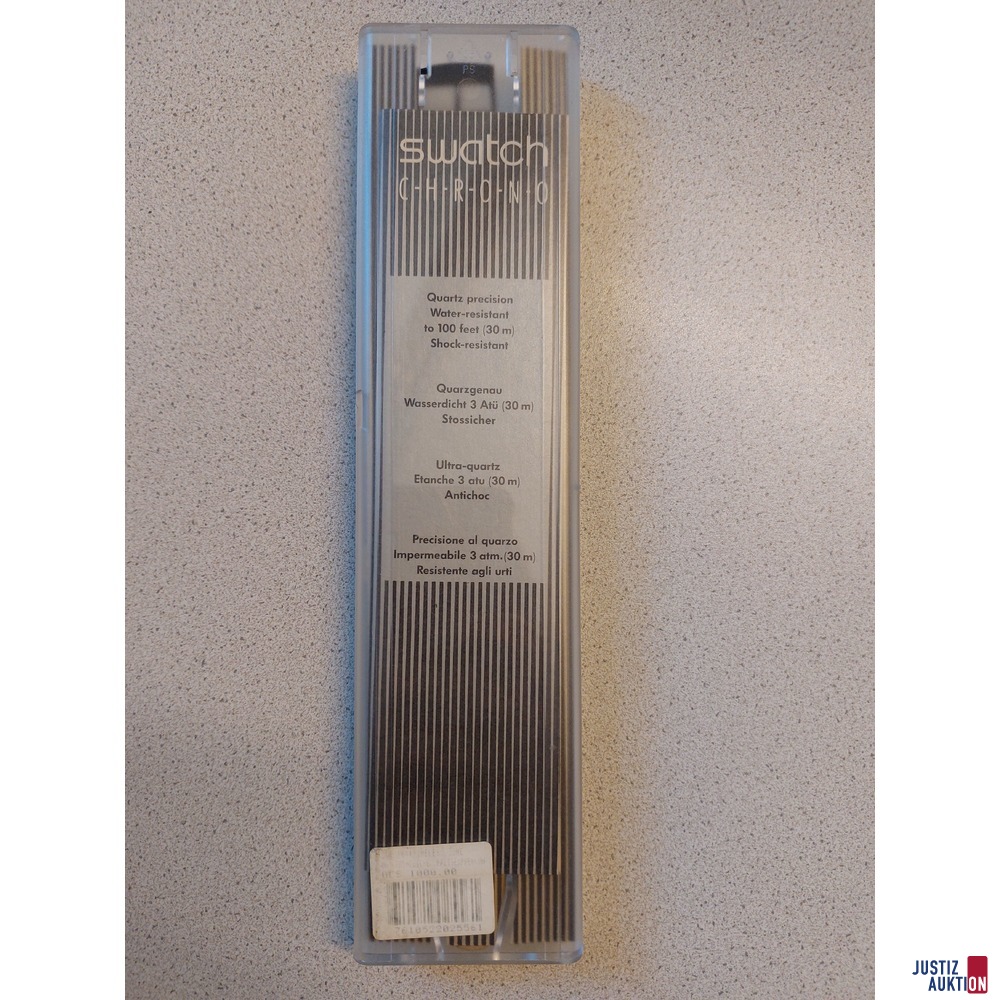 swatch
C-H-R-O-N-O
Quartz precision
Water-resistant
to 100 feet (30 m)
Shock-resistant
Quarzgenau
Wasserdicht 3 Atü (30 m)
Stossicher
Ultra-quartz
Etanche 3 atu (30 m)
Antichoc
Precisione al quarzo
Impermeabile 3 atm. (30 m)
Resistente agli urti
JUSTIZ
AUKTION